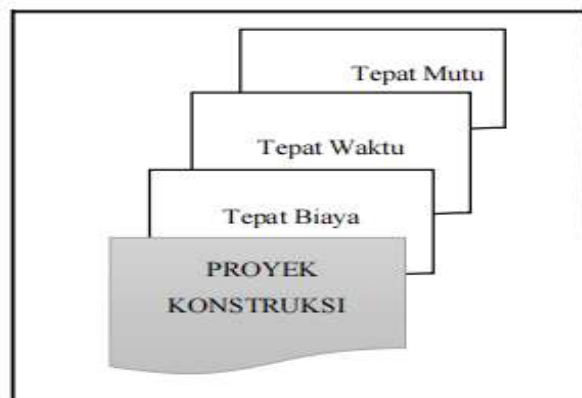 Tepat Mutu
Tepat Waktu
Tepat Biaya
PROYEK
KONSTRUKSI